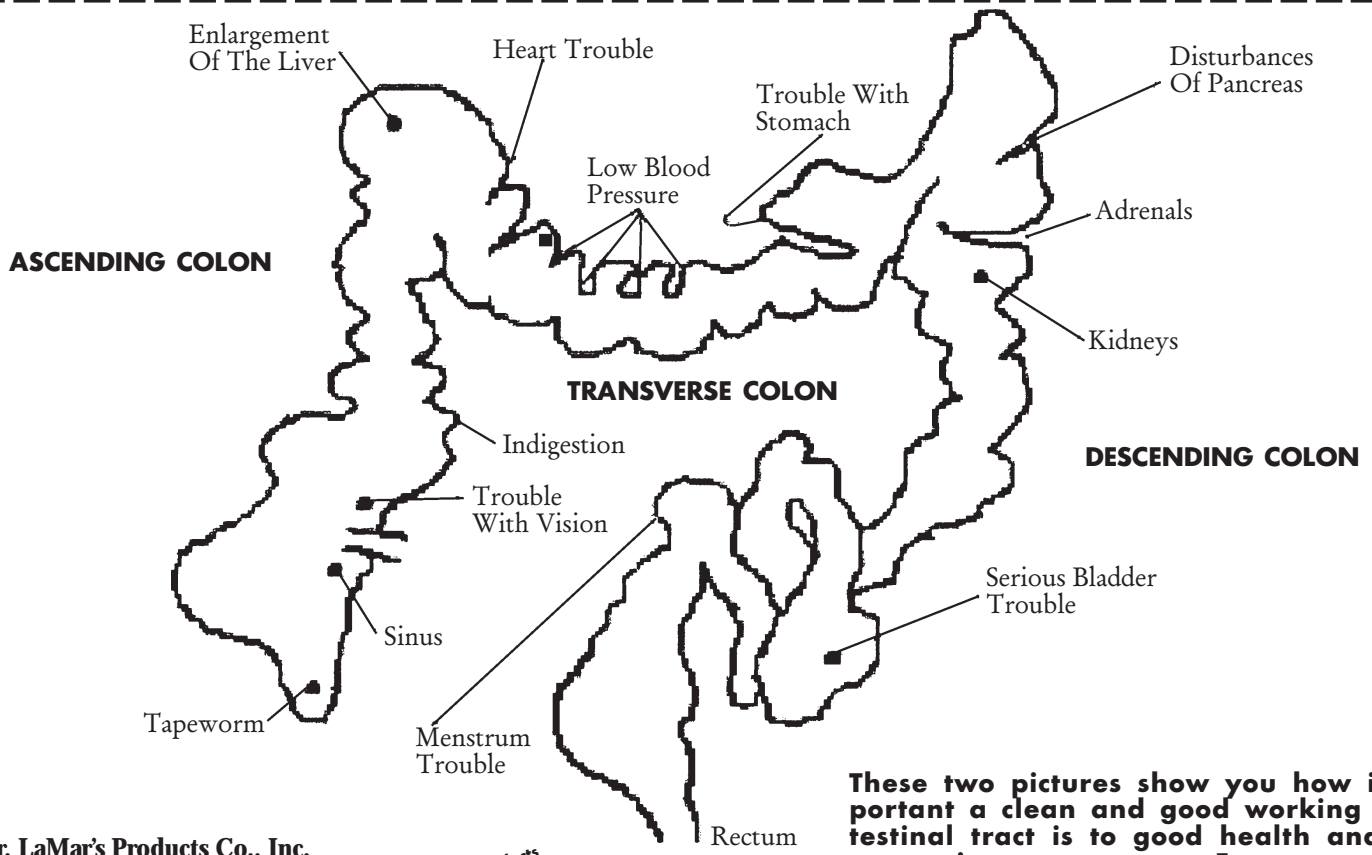 Enlargement
Of The Liver
Heart Trouble
Trouble With
Stomach
Disturbances
Of Pancreas
Low Blood
Pressure
Adrenals
ASCENDING COLON
Kidneys
TRANSVERSE COLON
Indigestion
DESCENDING COLON
Trouble
With Vision
Serious Bladder
Trouble
Sinus
Tapeworm
Menstrum
Trouble
Rectum
These two pictures show you how i
portant a clean and good working
testinal tract is to good health and
r. LaMar's Products Co., Inc.